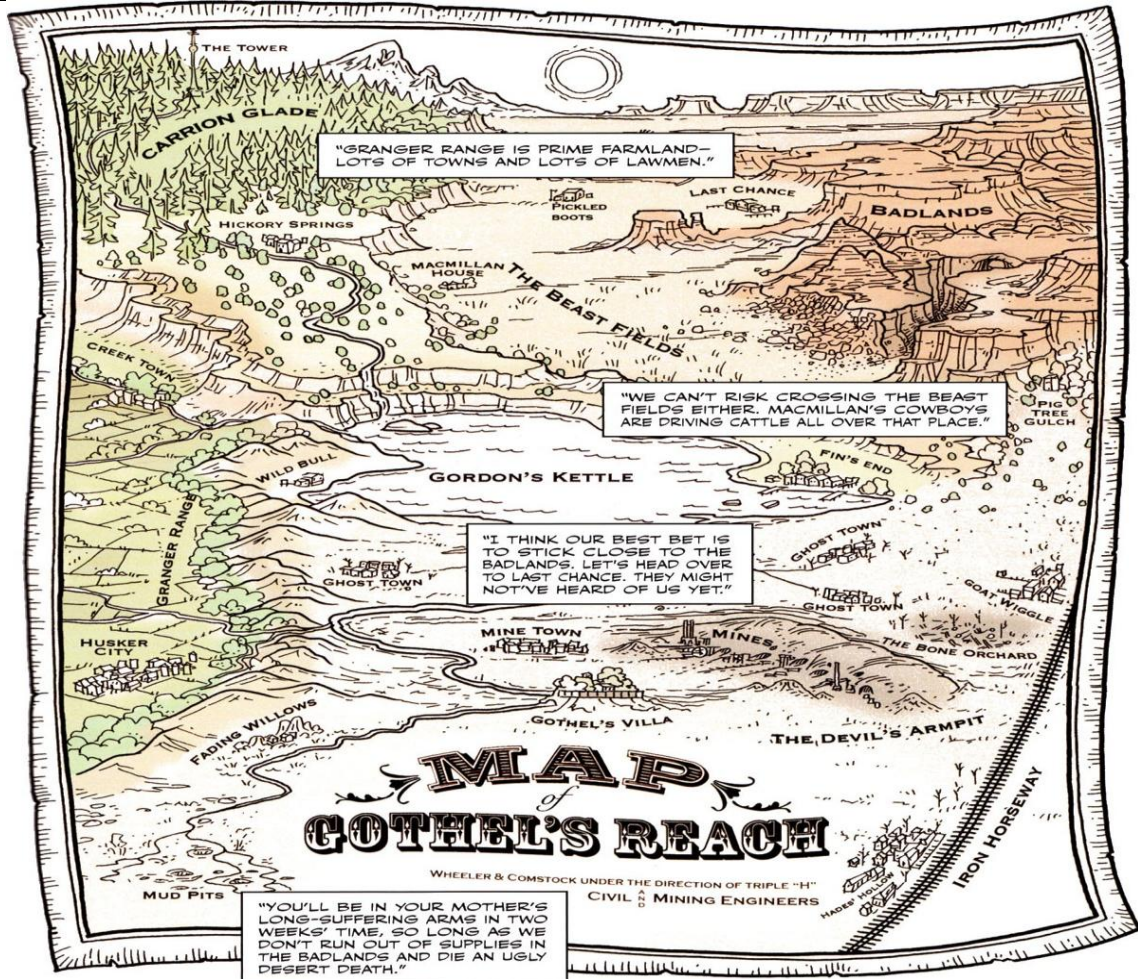 THE TOWER
CARRION GLADE
"GRANGER RANGE IS PRIME FARMLAND—
LOTS OF TOWNS AND LOTS OF LAWMEN."
PICKLED
BOOTS
LAST CHANCE
BADLANDS
HICKORY SPRINGS
MACMILLAN
HOUSE
THE BEAST FIELDS
CREEK TOWN
"WE CAN'T RISK CROSSING THE BEAST
FIELDS EITHER. MACMILLAN'S COWBOYS
ARE DRIVING CATTLE ALL OVER THAT PLACE."
PIG
TREE
GULCH
WILD BULL
GORDON'S KETTLE
FIN'S END
GRANGER RANGE
"I THINK OUR BEST BET IS
TO STICK CLOSE TO THE
BADLANDS. LET'S HEAD OVER
TO LAST CHANCE. THEY MIGHT
NOT'VE HEARD OF US YET."
GHOST TOWN
GHOST TOWN
GHOST TOWN
GOAT WIGGLE
HUSKER
CITY
MINE TOWN
MINES
THE BONE ORCHARD
FADING WILLOWS
GOTHEL'S VILLA
THE DEVIL'S ARMPIT
MAP
of
GOTHEL'S REACH
IRON HORSEWAY
WHEELER & COMSTOCK UNDER THE DIRECTION OF TRIPLE "H"
CIVIL AND MINING ENGINEERS
HADES' HOLLOW
MUD PITS
"YOU'LL BE IN YOUR MOTHER'S
LONG-SUFFERING ARMS IN TWO
WEEKS' TIME, SO LONG AS WE
DON'T RUN OUT OF SUPPLIES IN
THE BADLANDS AND DIE AN UGLY
DESERT DEATH."